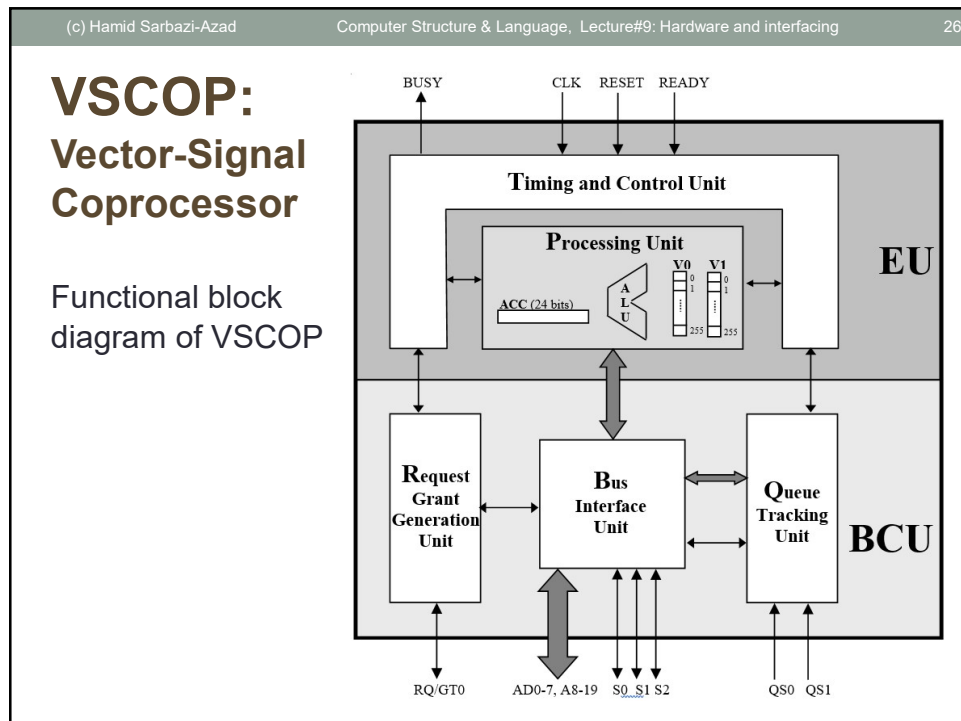 (c) Hamid Sarbazi-Azad Computer Structure & Language, Lecture#9: Hardware and interfacing 26
VSCOP:
Vector-Signal
Coprocessor
Functional block
diagram of VSCOP
BUSY CLK RESET READY
Timing and Control Unit
EU
Processing Unit
ACC (24 bits)
A
L
U
V0 V1
0 0
1 1
255 255
Request
Grant
Generation
Unit
Bus
Interface
Unit
Queue
Tracking
Unit
BCU
RQ/GT0 AD0-7, A8-19 S0 S1 S2 QS0 QS1